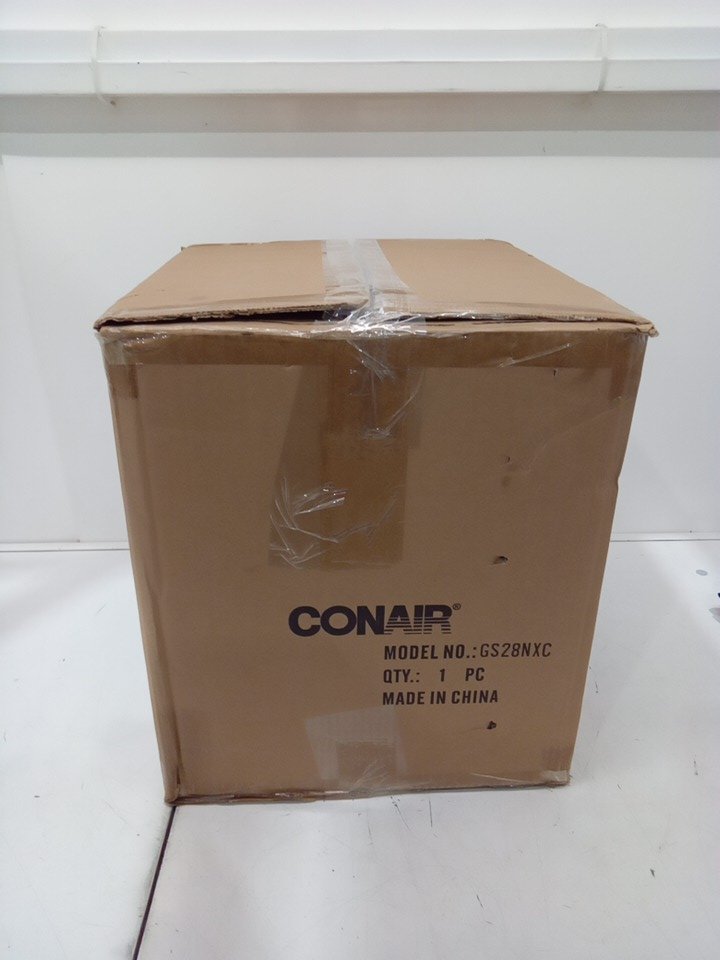 CONAIR®
MODEL NO.: GS28NXC
QTY.: 1 PC
MADE IN CHINA